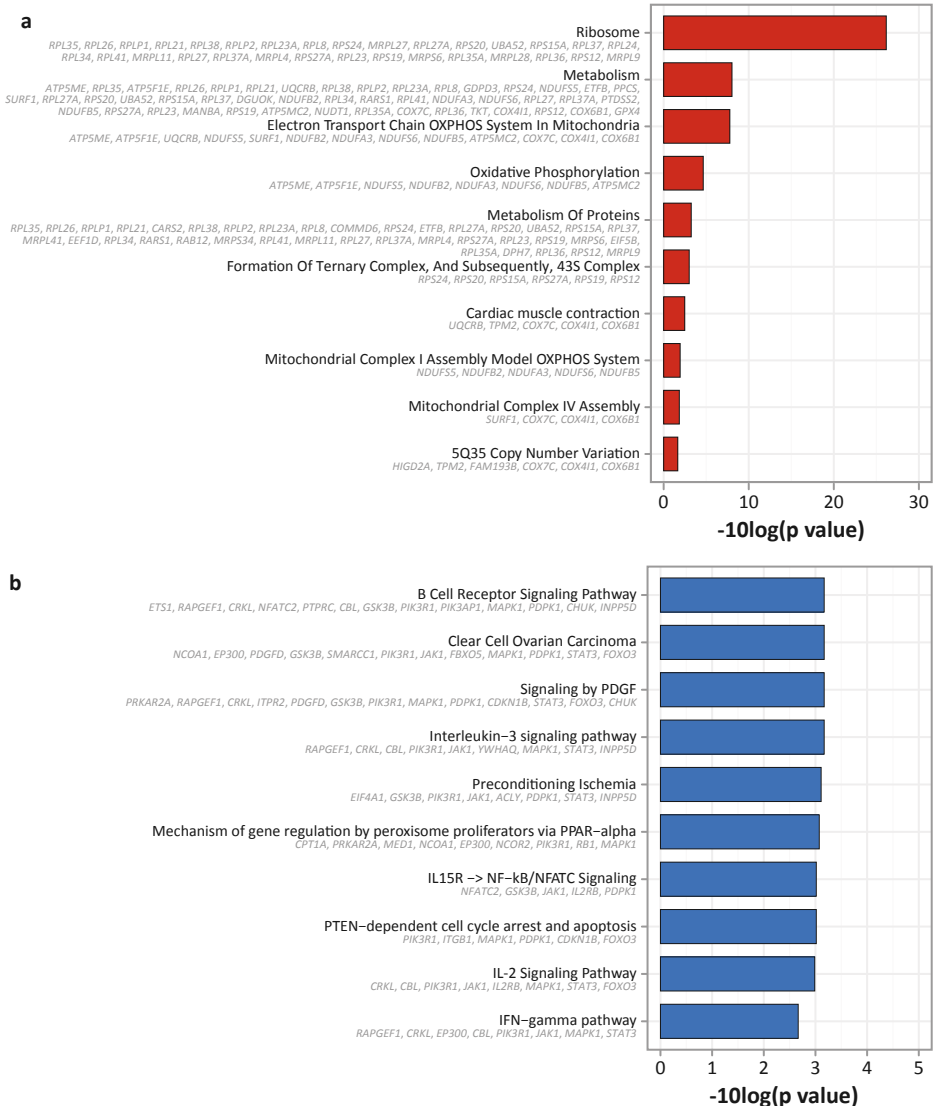 a
Ribosome
RPL35, RPL26, RPLP1, RPL21, RPL38, RPLP2, RPL23A, RPL8, RPS24, MRPL27, RPL27A, RPS20, UBA52, RPS15A, RPL37, RPL24,
RPL34, RPL41, MRPL11, RPL27, RPL37A, MRPL4, RPS27A, RPL23, RPS19, MRPS6, RPL35A, MRPL28, RPL36, RPS12, MRPL9
Metabolism
ATP5ME, RPL35, ATP5F1E, RPL26, RPLP1, RPL21, UQCRB, RPL38, RPLP2, RPL23A, RPL8, GDPD3, RPS24, NDUFS5, ETFB, PPCS,
SURF1, RPL27A, RPS20, UBA52, RPS15A, RPL37, DGUOK, NDUFB2, RPL34, RARS1, RPL41, NDUFA3, NDUFS6, RPL27, RPL37A, PTDSS2,
NDUFB5, RPS27A, RPL23, MANBA, RPS19, ATP5MC2, NUDT1, RPL35A, COX7C, RPL36, TKT, COX4I1, RPS12, COX6B1, GPX4
Electron Transport Chain OXPHOS System In Mitochondria
ATP5ME, ATP5F1E, UQCRB, NDUFS5, SURF1, NDUFB2, NDUFA3, NDUFS6, NDUFB5, ATP5MC2, COX7C, COX4I1, COX6B1
Oxidative Phosphorylation
ATP5ME, ATP5F1E, NDUFS5, NDUFB2, NDUFA3, NDUFS6, NDUFB5, ATP5MC2
Metabolism Of Proteins
RPL35, RPL26, RPLP1, RPL21, CARS2, RPL38, RPLP2, RPL23A, RPL8, COMMD6, RPS24, ETFB, RPL27A, RPS20, UBA52, RPS15A, RPL37,
MRPL41, EEF1D, RPL34, RARS1, RAB12, MRPS34, RPL41, MRPL11, RPL27, RPL37A, MRPL4, RPS27A, RPL23, RPS19, MRPS6, EIF5B,
RPL35A, DPH7, RPL36, RPS12, MRPL9
Formation Of Ternary Complex, And Subsequently, 43S Complex
RPS24, RPS20, RPS15A, RPS27A, RPS19, RPS12
Cardiac muscle contraction
UQCRB, TPM2, COX7C, COX4I1, COX6B1
Mitochondrial Complex I Assembly Model OXPHOS System
NDUFS5, NDUFB2, NDUFA3, NDUFS6, NDUFB5
Mitochondrial Complex IV Assembly
SURF1, COX7C, COX4I1, COX6B1
5Q35 Copy Number Variation
HIGD2A, TPM2, FAM193B, COX7C, COX4I1, COX6B1
0 10 20 30
-10log(p value)
b
B Cell Receptor Signaling Pathway
ETS1, RAPGEF1, CRKL, NFATC2, PTPRC, CBL, GSK3B, PIK3R1, PIK3AP1, MAPK1, PDPK1, CHUK, INPP5D
Clear Cell Ovarian Carcinoma
NCOA1, EP300, PDGFD, GSK3B, SMARCC1, PIK3R1, JAK1, FBXO5, MAPK1, PDPK1, STAT3, FOXO3
Signaling by PDGF
PRKAR2A, RAPGEF1, CRKL, ITPR2, PDGFD, GSK3B, PIK3R1, MAPK1, PDPK1, CDKN1B, STAT3, FOXO3, CHUK
Interleukin−3 signaling pathway
RAPGEF1, CRKL, CBL, PIK3R1, JAK1, YWHAQ, MAPK1, STAT3, INPP5D
Preconditioning Ischemia
EIF4A1, GSK3B, PIK3R1, JAK1, ACLY, PDPK1, STAT3, INPP5D
Mechanism of gene regulation by peroxisome proliferators via PPAR−alpha
CPT1A, PRKAR2A, MED1, NCOA1, EP300, NCOR2, PIK3R1, RB1, MAPK1
IL15R −> NF−kB/NFATC Signaling
NFATC2, GSK3B, JAK1, IL2RB, PDPK1
PTEN−dependent cell cycle arrest and apoptosis
PIK3R1, ITGB1, MAPK1, PDPK1, CDKN1B, FOXO3
IL-2 Signaling Pathway
CRKL, CBL, PIK3R1, JAK1, IL2RB, MAPK1, STAT3, FOXO3
IFN−gamma pathway
RAPGEF1, CRKL, EP300, CBL, PIK3R1, JAK1, MAPK1, STAT3
0 1 2 3 4 5
-10log(p value)